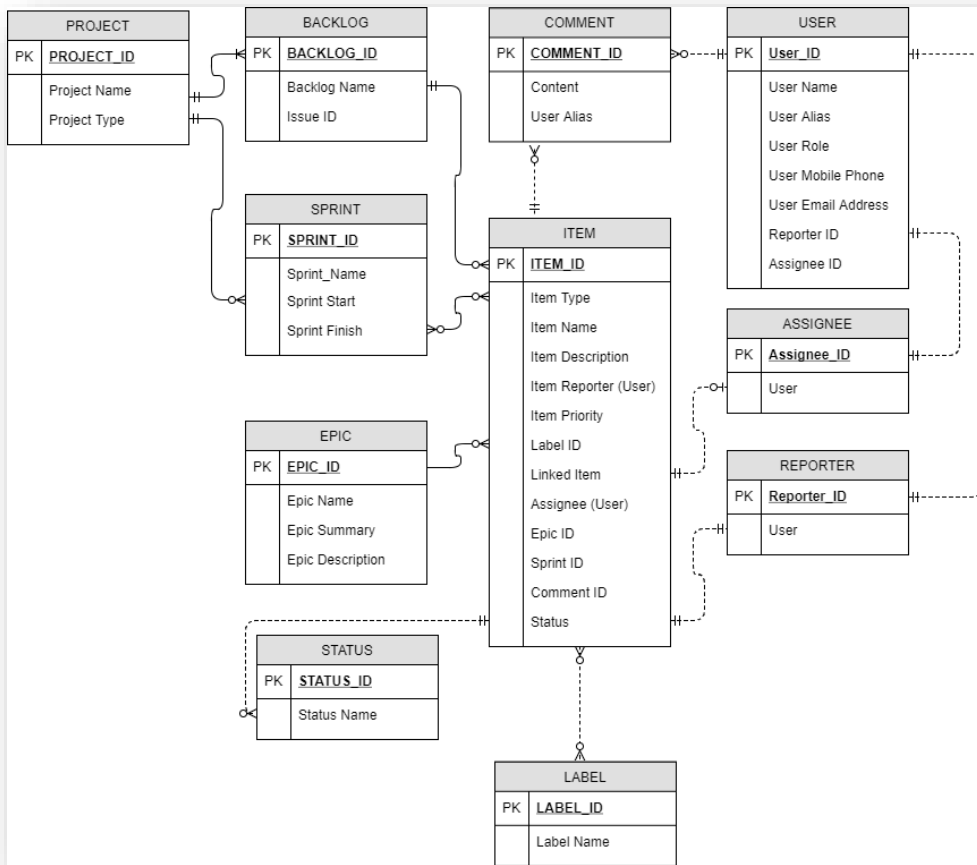 PROJECT
PK PROJECT_ID
Project Name
Project Type
BACKLOG
PK BACKLOG_ID
Backlog Name
Issue ID
COMMENT
PK COMMENT_ID
Content
User Alias
USER
PK User_ID
User Name
User Alias
User Role
User Mobile Phone
User Email Address
Reporter ID
Assignee ID
SPRINT
PK SPRINT_ID
Sprint_Name
Sprint Start
Sprint Finish
ITEM
PK ITEM_ID
Item Type
Item Name
Item Description
Item Reporter (User)
Item Priority
Label ID
Linked Item
Assignee (User)
Epic ID
Sprint ID
Comment ID
Status
ASSIGNEE
PK Assignee_ID
User
EPIC
PK EPIC_ID
Epic Name
Epic Summary
Epic Description
REPORTER
PK Reporter_ID
User
STATUS
PK STATUS_ID
Status Name
LABEL
PK LABEL_ID
Label Name